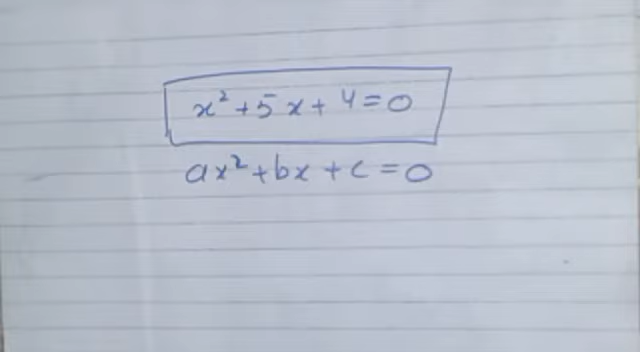 x² + 5x + 4 = 0
ax² + bx + c = 0